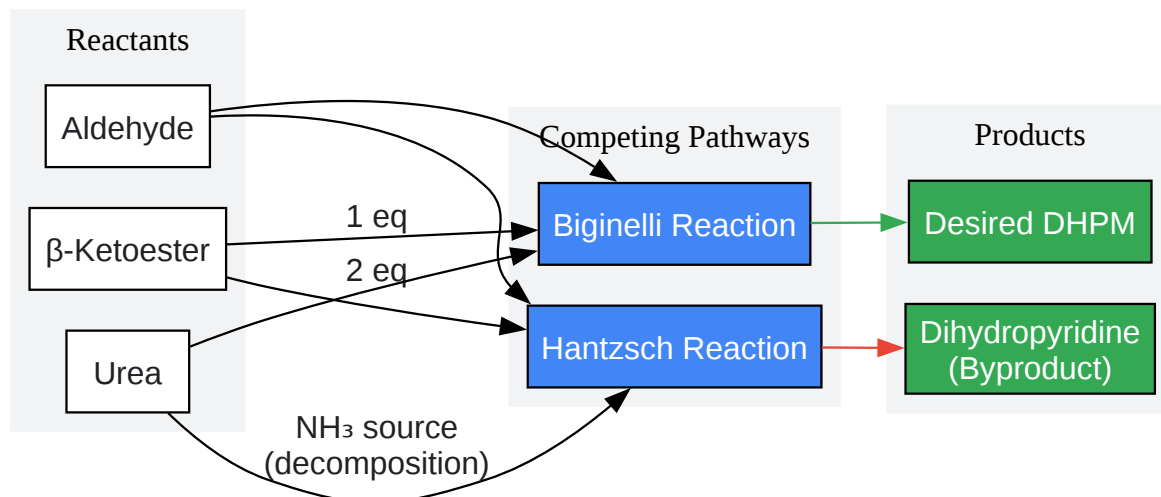 Reactants
Aldehyde
β-Ketoester
Urea
1 eq
2 eq
NH₃ source
(decomposition)
Competing Pathways
Biginelli Reaction
Hantzsch Reaction
Products
Desired DHPM
Dihydropyridine
(Byproduct)